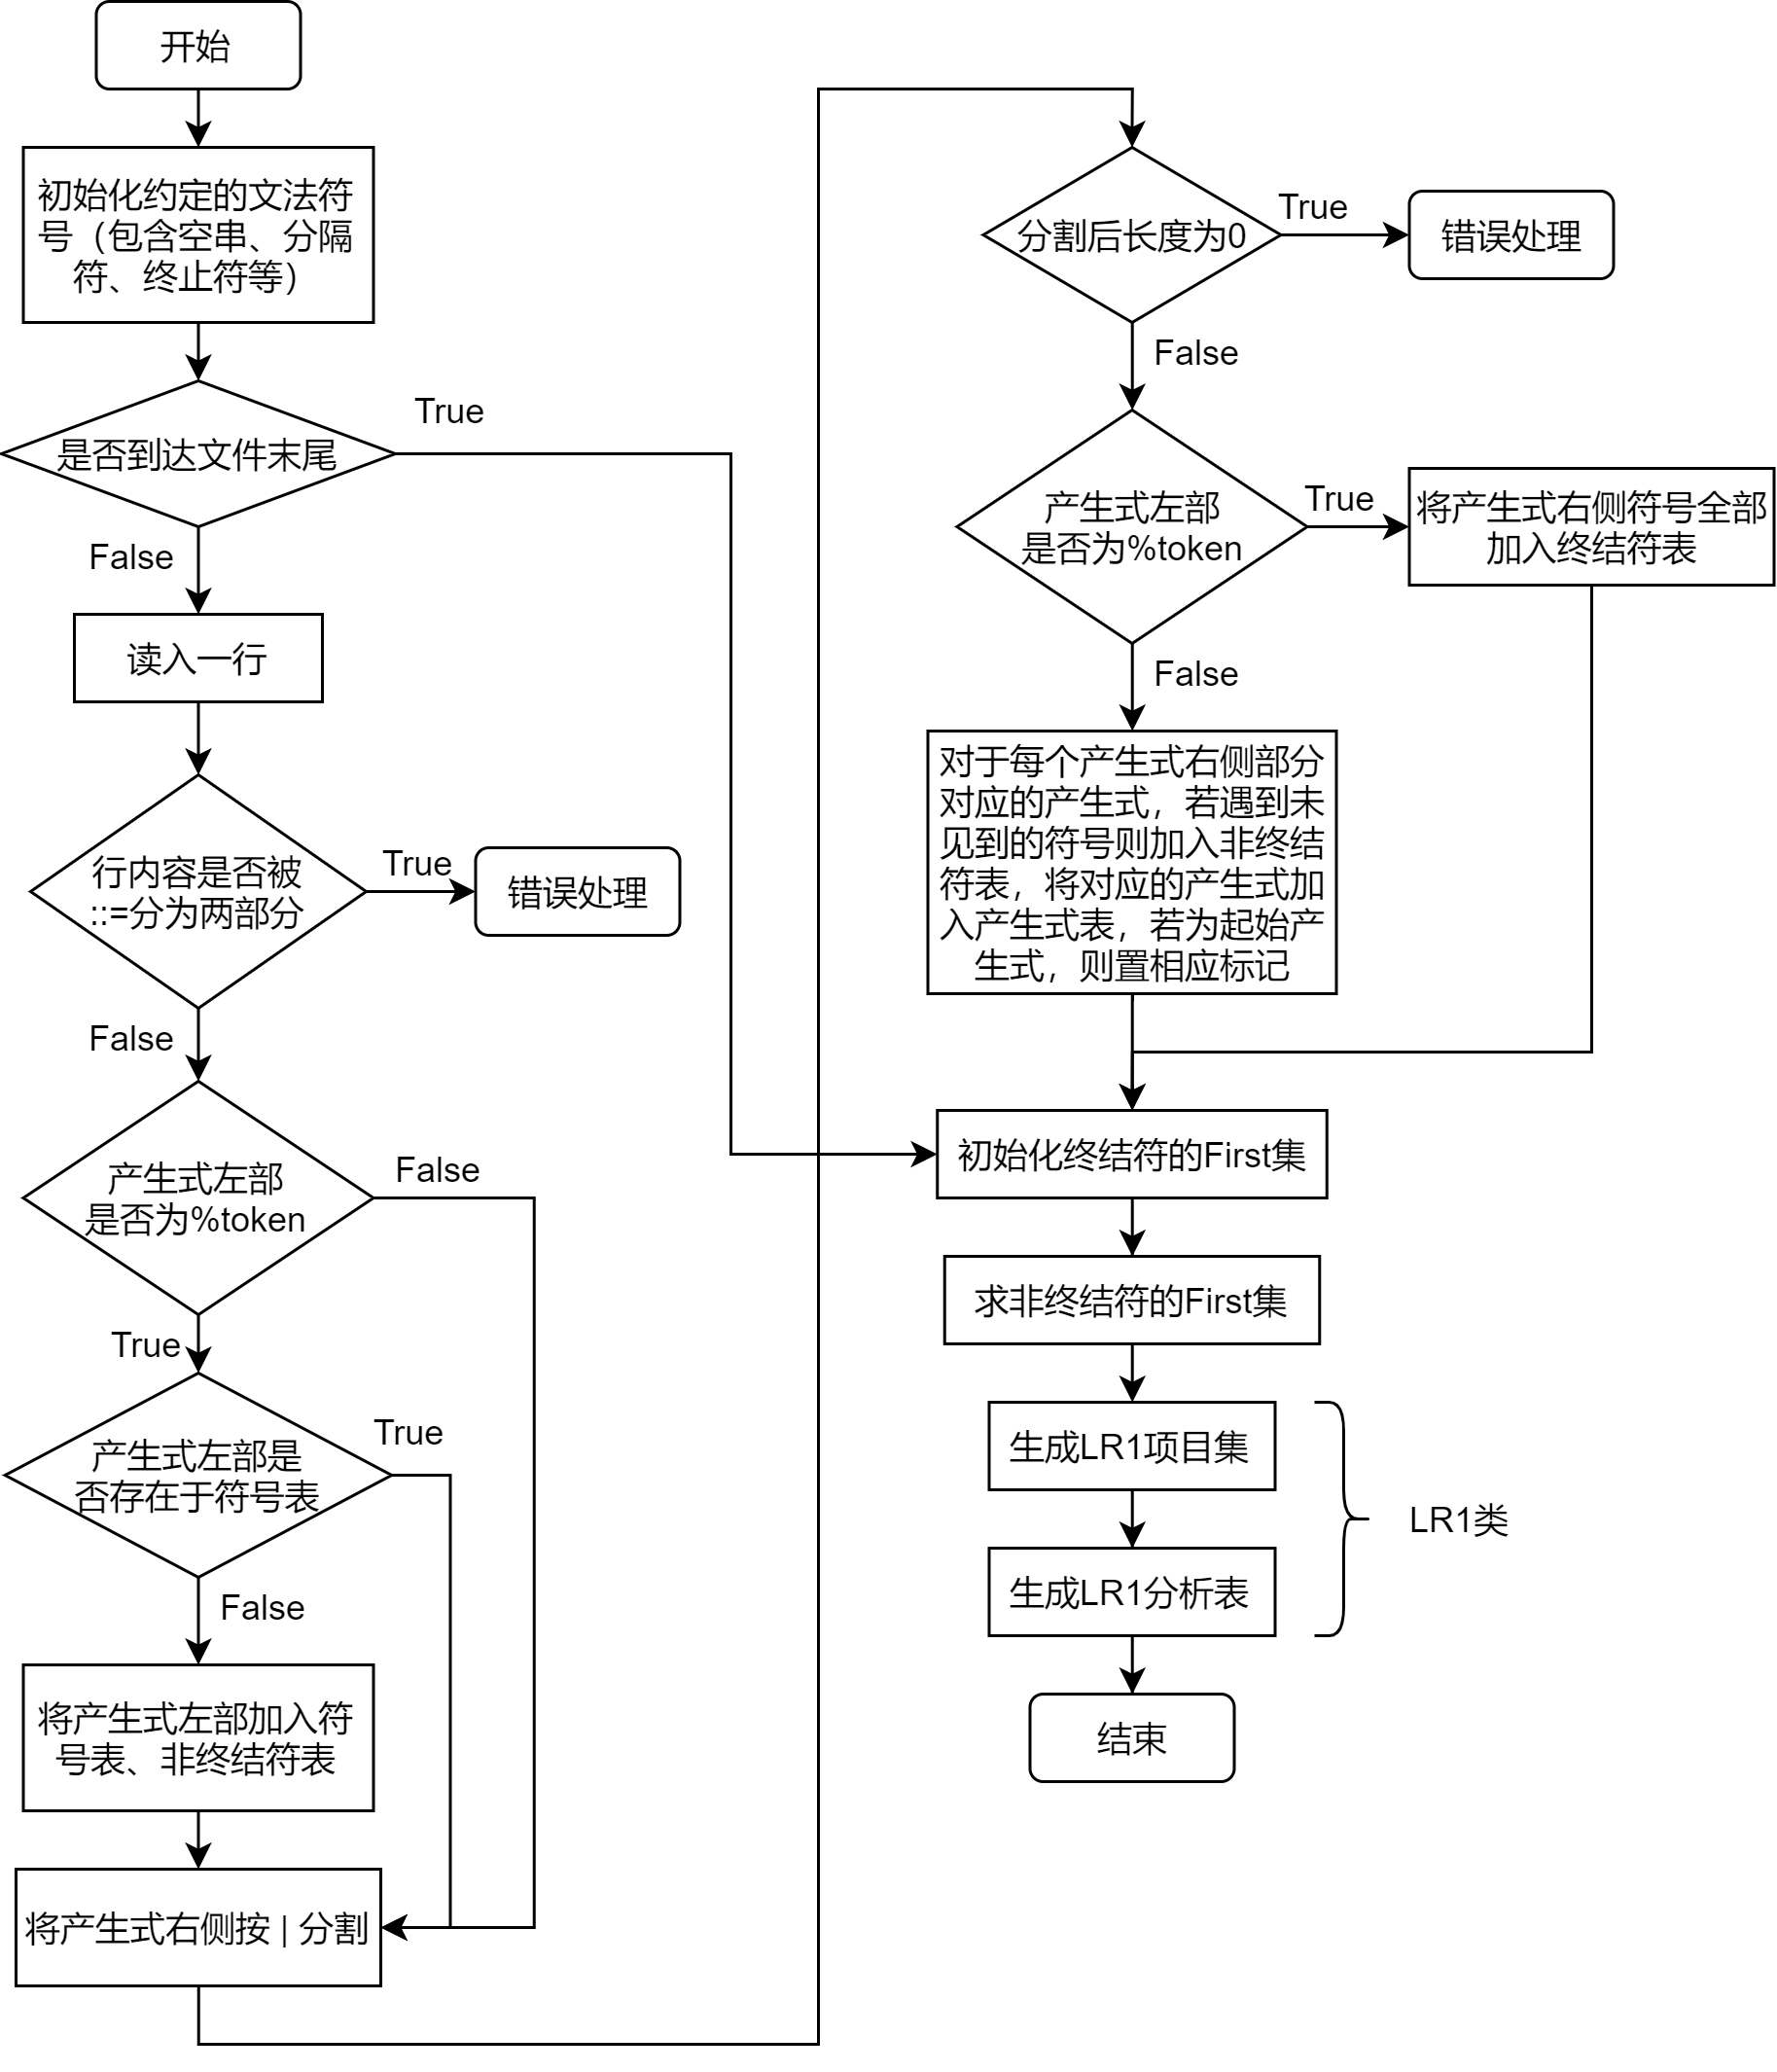 开始
初始化约定的文法符
号（包含空串、分隔
符、终止符等）
是否到达文件末尾
True
False
读入一行
行内容是否被
::=分为两部分
True
错误处理
False
产生式左部
是否为%token
False
True
产生式左部是
否存在于符号表
True
False
将产生式左部加入符
号表、非终结符表
将产生式右侧按 | 分割
分割后长度为0
True
错误处理
False
产生式左部
是否为%token
True
将产生式右侧符号全部
加入终结符表
False
对于每个产生式右侧部分
对应的产生式，若遇到未
见到的符号则加入非终结
符表，将对应的产生式加
入产生式表，若为起始产
生式，则置相应标记
初始化终结符的First集
求非终结符的First集
生成LR1项目集
生成LR1分析表
LR1类
结束